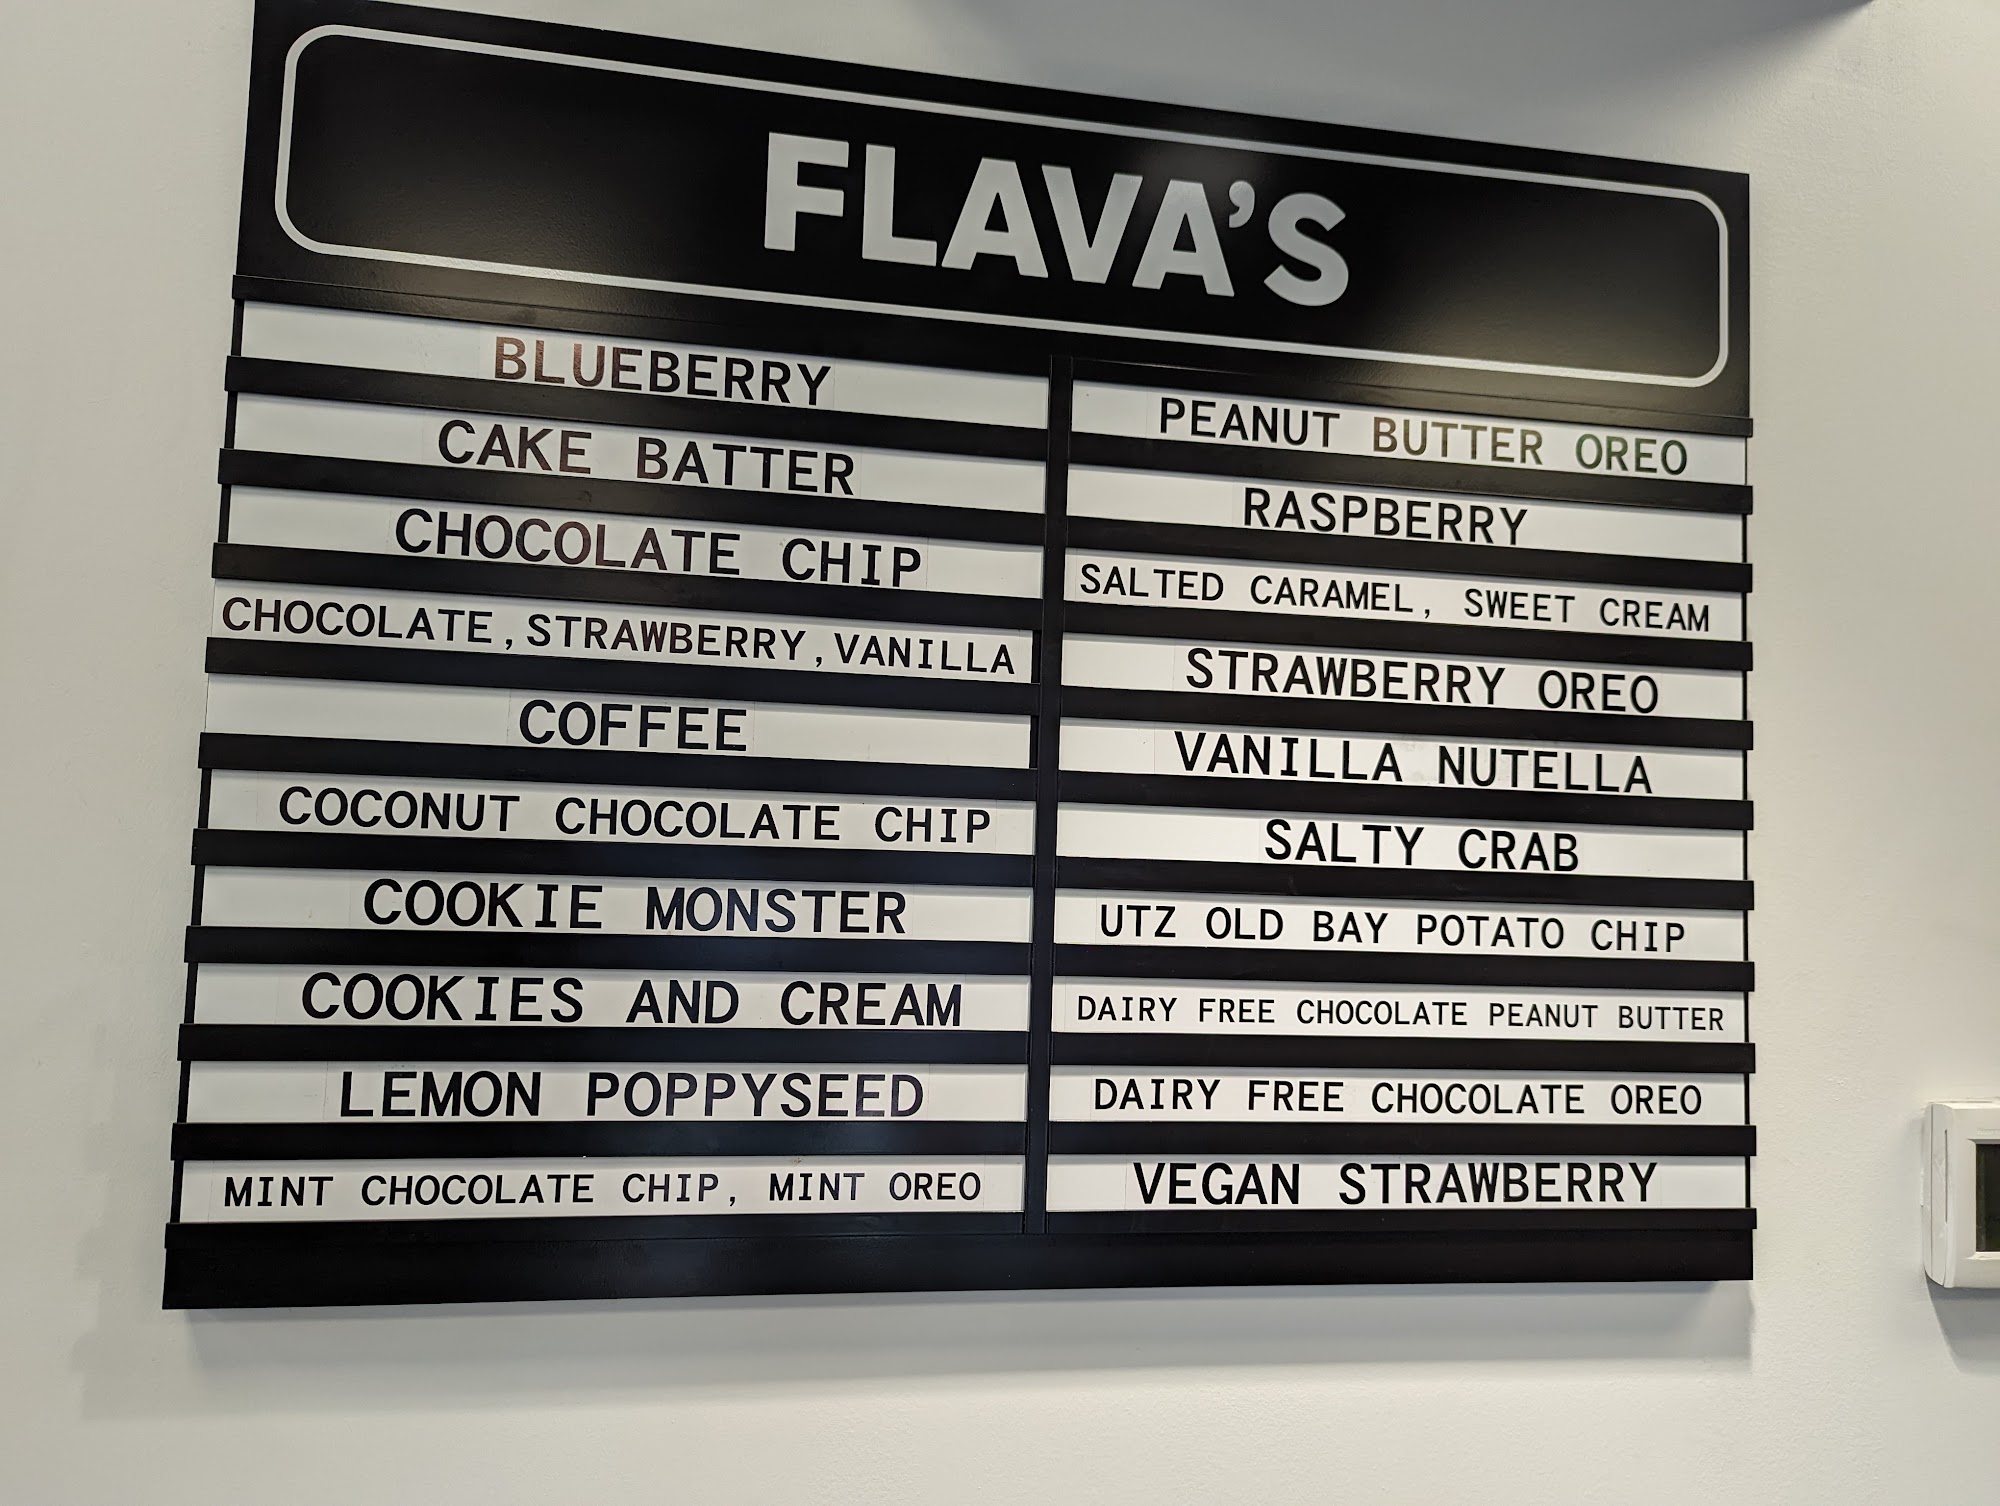 FLAVA'S
BLUEBERRY
CAKE BATTER
CHOCOLATE CHIP
CHOCOLATE,STRAWBERRY,VANILLA
COFFEE
COCONUT CHOCOLATE CHIP
COOKIE MONSTER
COOKIES AND CREAM
LEMON POPPYSEED
MINT CHOCOLATE CHIP, MINT OREO
PEANUT BUTTER OREO
RASPBERRY
SALTED CARAMEL, SWEET CREAM
STRAWBERRY OREO
VANILLA NUTELLA
SALTY CRAB
UTZ OLD BAY POTATO CHIP
DAIRY FREE CHOCOLATE PEANUT BUTTER
DAIRY FREE CHOCOLATE OREO
VEGAN STRAWBERRY